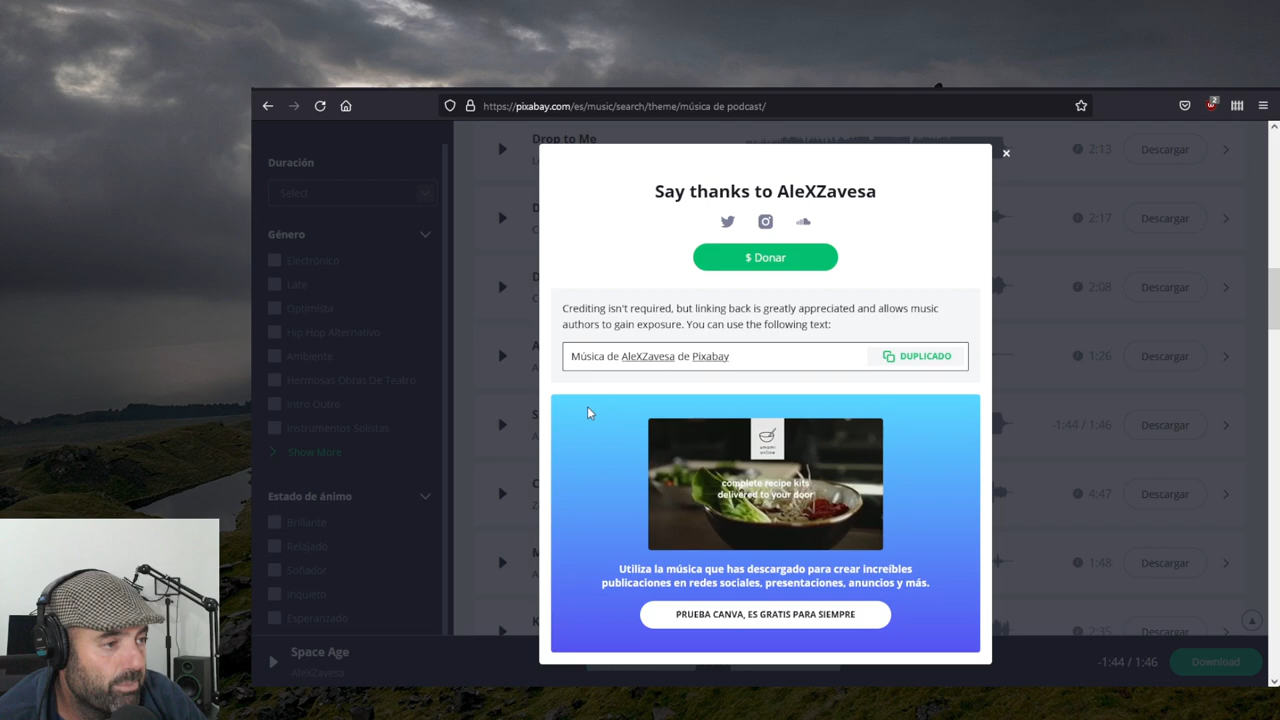 2
https://pixabay.com/es/music/search/theme/música de podcast/
Duración
Select
Género
Electrónico
Late
Optimista
Hip Hop Alternativo
Ambiente
Hermosas Obras De Teatro
Intro Outro
Instrumentos Solistas
Show More
Estado de ánimo
Brillante
Relajado
Soñador
Inquieto
Esperanzado
Drop to Me
2:13 Descargar
2:17 Descargar
2:08 Descargar
1:26 Descargar
-1:44 / 1:46 Descargar
4:47 Descargar
1:48 Descargar
2:35 Descargar
Say thanks to AleXZavesa
$ Donar
Crediting isn't required, but linking back is greatly appreciated and allows music
authors to gain exposure. You can use the following text:
Música de AleXZavesa de Pixabay
DUPLICADO
complete recipe kits
delivered to your door
Utiliza la música que has descargado para crear increíbles
publicaciones en redes sociales, presentaciones, anuncios y más.
PRUEBA CANVA, ES GRATIS PARA SIEMPRE
Space Age
AleXZavesa
-1:44 / 1:46
Download